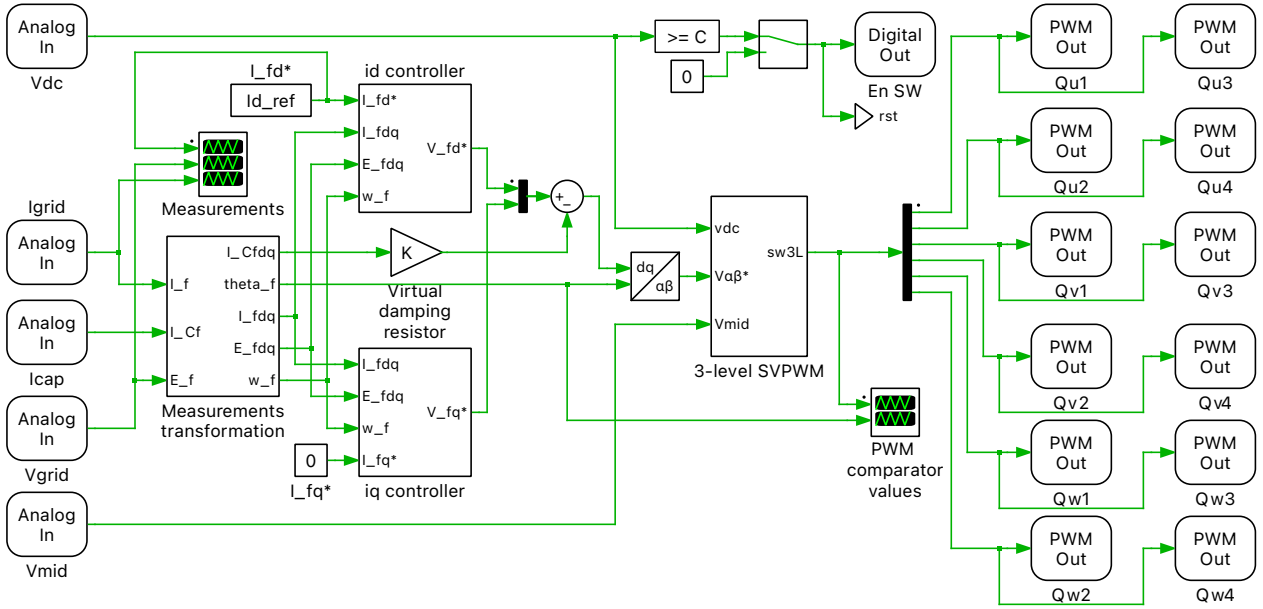 Analog
In
Vdc
Igrid
Analog
In
Analog
In
Icap
Analog
In
Vgrid
Analog
In
Vmid
I_fd*
Id_ref
Measurements
I_f
I_Cf
E_f
I_Cfdq
theta_f
I_fdq
E_fdq
w_f
Measurements
transformation
id controller
I_fd*
I_fdq
E_fdq
w_f
V_fd*
K
Virtual
damping
resistor
I_fdq
E_fdq
w_f
I_fq*
V_fq*
iq controller
0
I_fq*
+
–
dq
αβ
>= C
0
Digital
Out
En SW
rst
vdc
Vαβ*
Vmid
sw3L
3-level SVPWM
PWM
comparator
values
PWM
Out
Qu1
PWM
Out
Qu3
PWM
Out
Qu2
PWM
Out
Qu4
PWM
Out
Qv1
PWM
Out
Qv3
PWM
Out
Qv2
PWM
Out
Qv4
PWM
Out
Qw1
PWM
Out
Qw3
PWM
Out
Qw2
PWM
Out
Qw4